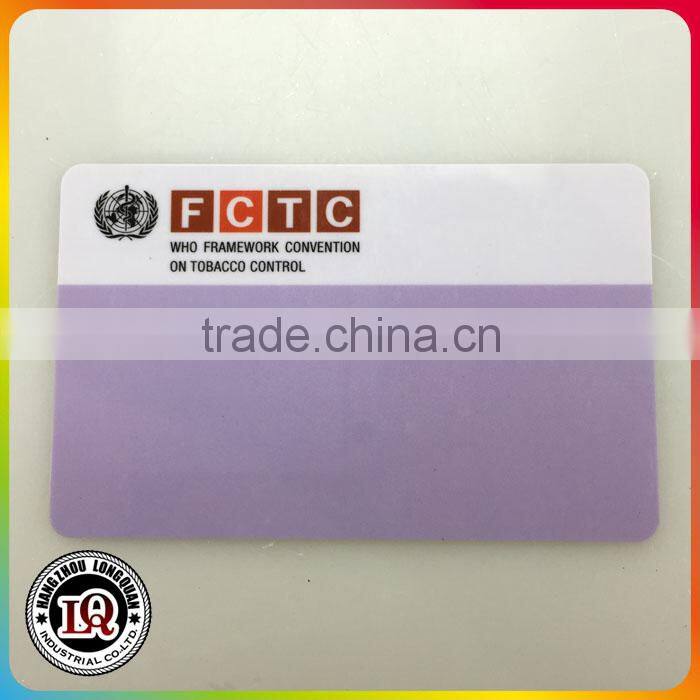 FCTC
WHO FRAMEWORK CONVENTION
ON TOBACCO CONTROL
trade.china.cn
HANGZHOU LONGQUAN
LQ
INDUSTRIAL CO.,LTD.